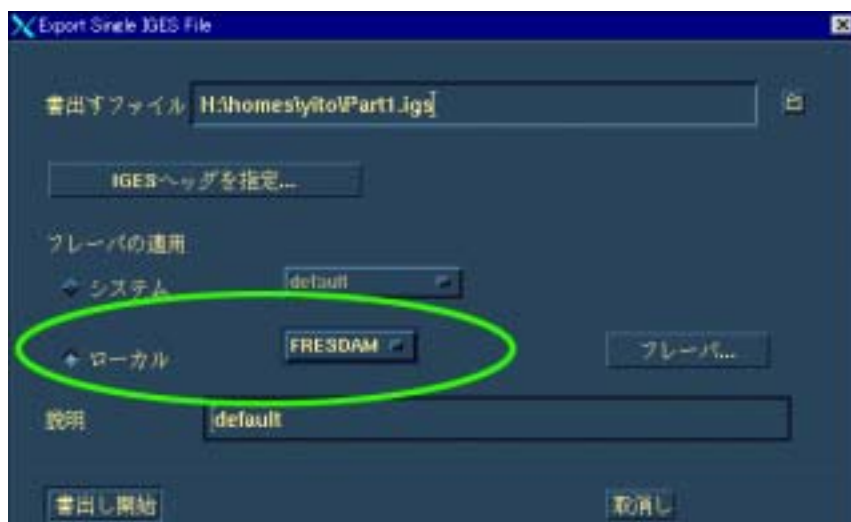 Export Single IGES File
書出すファイル H:\homes\yito\Part1.igs
IGESヘッダを指定...
フレーバの適用
システム default
ローカル FRESDAM フレーバ...
説明 default
書出し開始 取消し